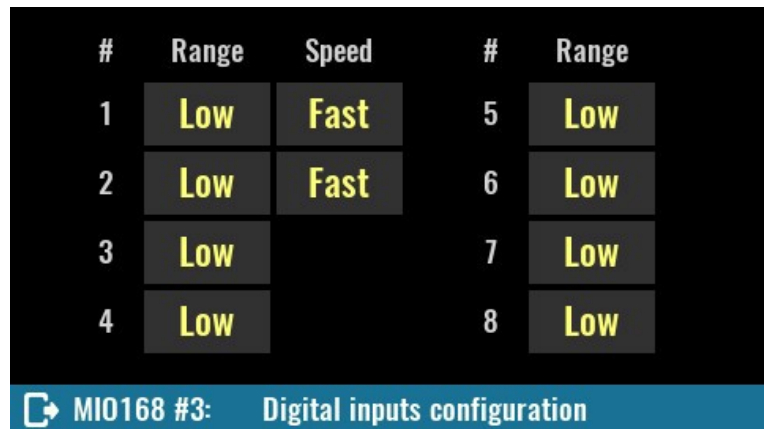 # Range Speed # Range
1 Low Fast 5 Low
2 Low Fast 6 Low
3 Low 7 Low
4 Low 8 Low
MIO168 #3: Digital inputs configuration